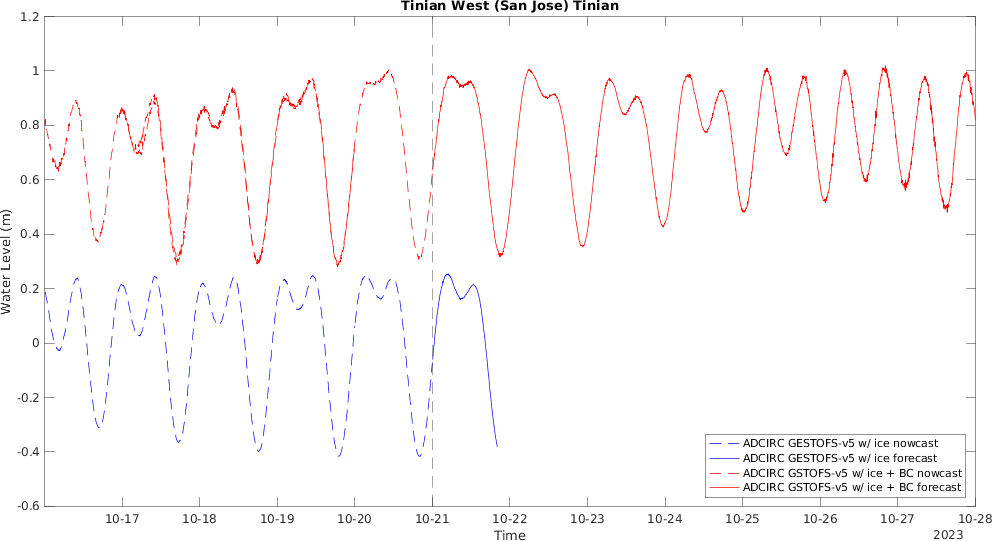 Tinian West (San Jose) Tinian
1.2
1
0.8
0.6
0.4
0.2
0
-0.2
-0.4
-0.6
Water Level (m)
ADCIRC GESTOFS-v5 w/ ice nowcast
ADCIRC GESTOFS-v5 w/ ice forecast
ADCIRC GSTOFS-v5 w/ ice + BC nowcast
ADCIRC GSTOFS-v5 w/ ice + BC forecast
10-17 10-18 10-19 10-20 10-21 10-22 10-23 10-24 10-25 10-26 10-27 10-28
Time
2023